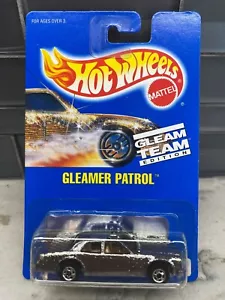 FOR AGES OVER 3.
Hot Wheels
MATTEL
GLEAM
TEAM
EDITION
GLEAMER PATROL™